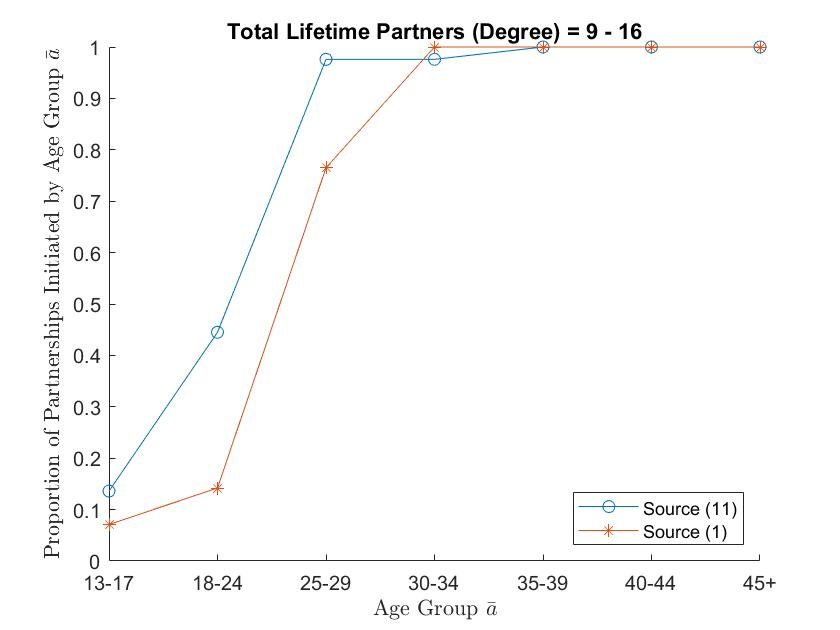 Total Lifetime Partners (Degree) = 9 - 16
Proportion of Partnerships Initiated by Age Group ā
1
0.9
0.8
0.7
0.6
0.5
0.4
0.3
0.2
0.1
0
13-17 18-24 25-29 30-34 35-39 40-44 45+
Age Group ā
Source (11)
Source (1)